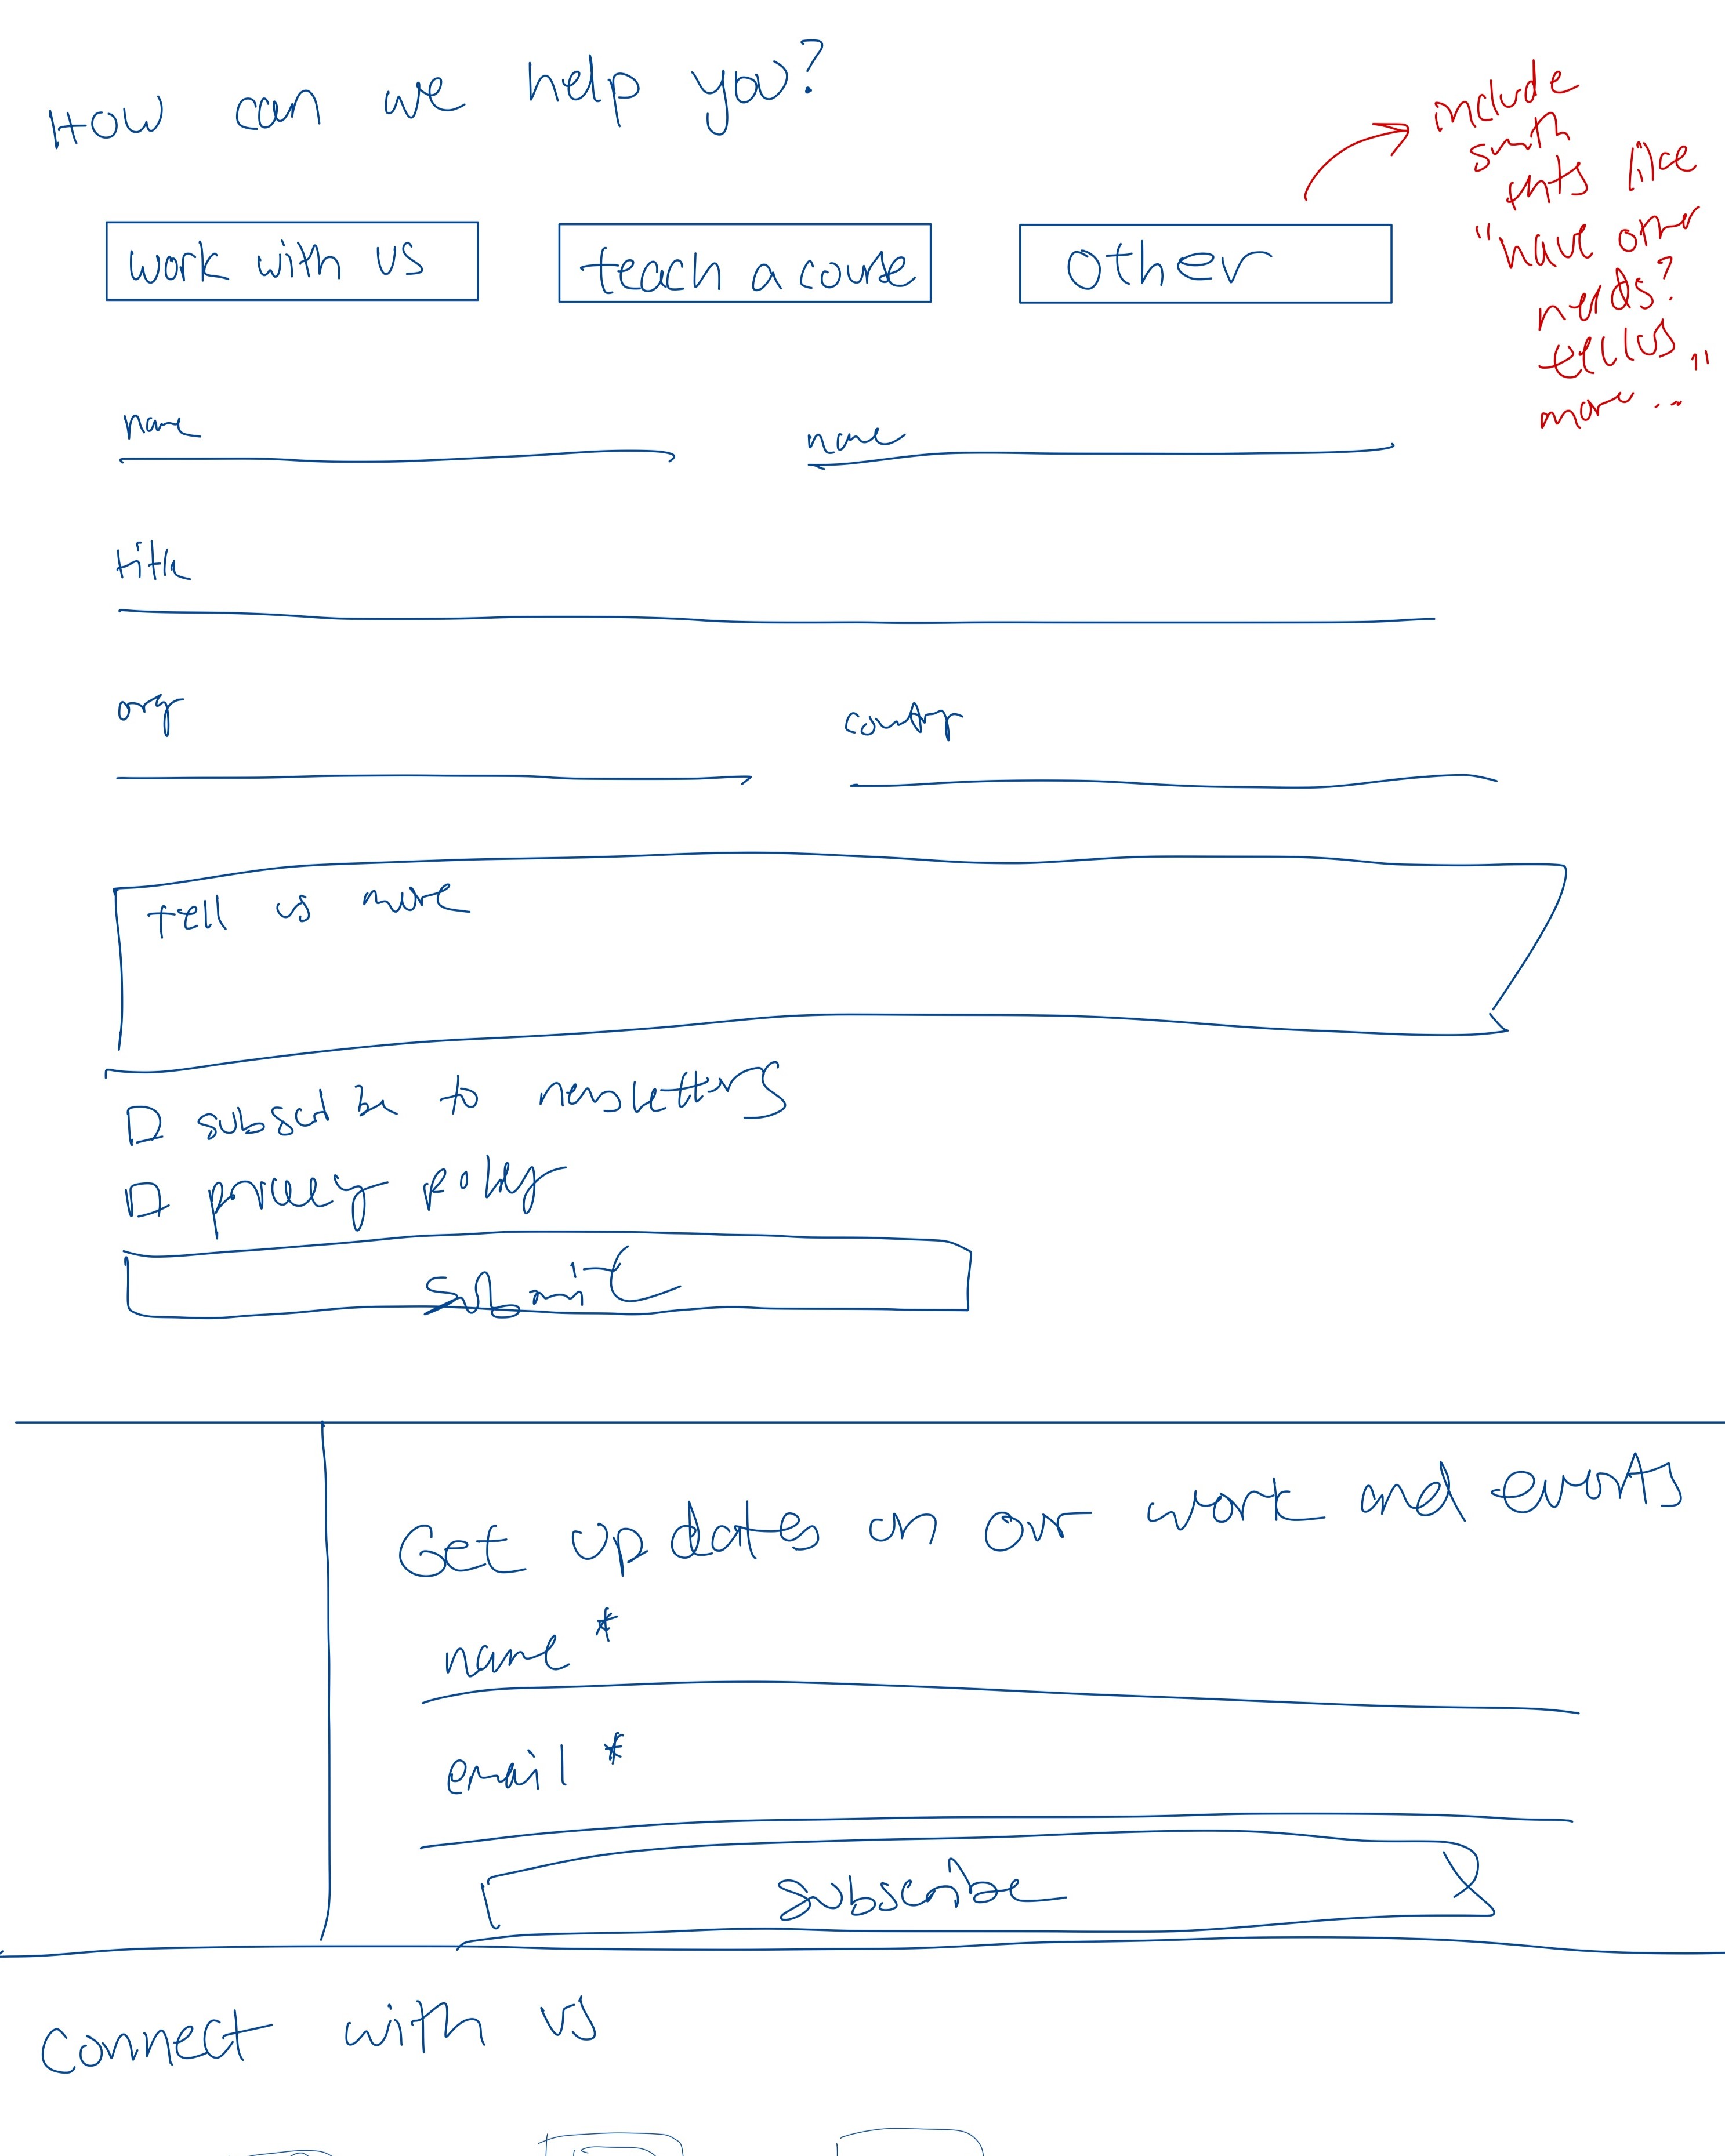 How can we help you?
include
smth
like
"have other
needs?
tell us
more ..."
work with us
teach a course
other
name
name
title
org
country
tell us more
subscribe to newsletters
privacy policy
submit
Get updates on our work and events
name *
email *
subscribe
connect with us